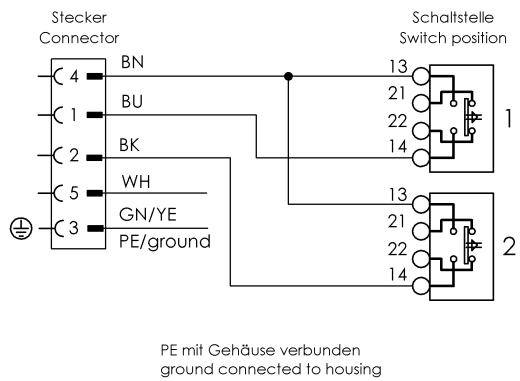 Stecker
Connector
Schaltstelle
Switch position
4 BN
1 BU
2 BK
5 WH
3 GN/YE
PE/ground
13
21
22
14
1
13
21
22
14
2
PE mit Gehäuse verbunden
ground connected to housing